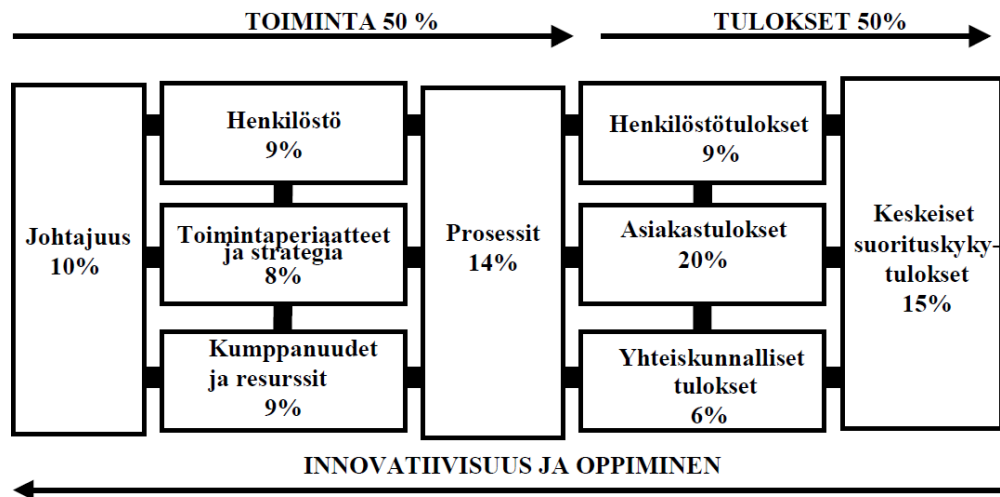 TOIMINTA 50 %
TULOKSET 50%
Johtajuus
10%
Henkilöstö
9%
Toimintaperiaatteet
ja strategia
8%
Kumppanuudet
ja resurssit
9%
Prosessit
14%
Henkilöstötulokset
9%
Asiakastulokset
20%
Yhteiskunnalliset
tulokset
6%
Keskeiset
suorituskyky-
tulokset
15%
INNOVATIIVISUUS JA OPPIMINEN